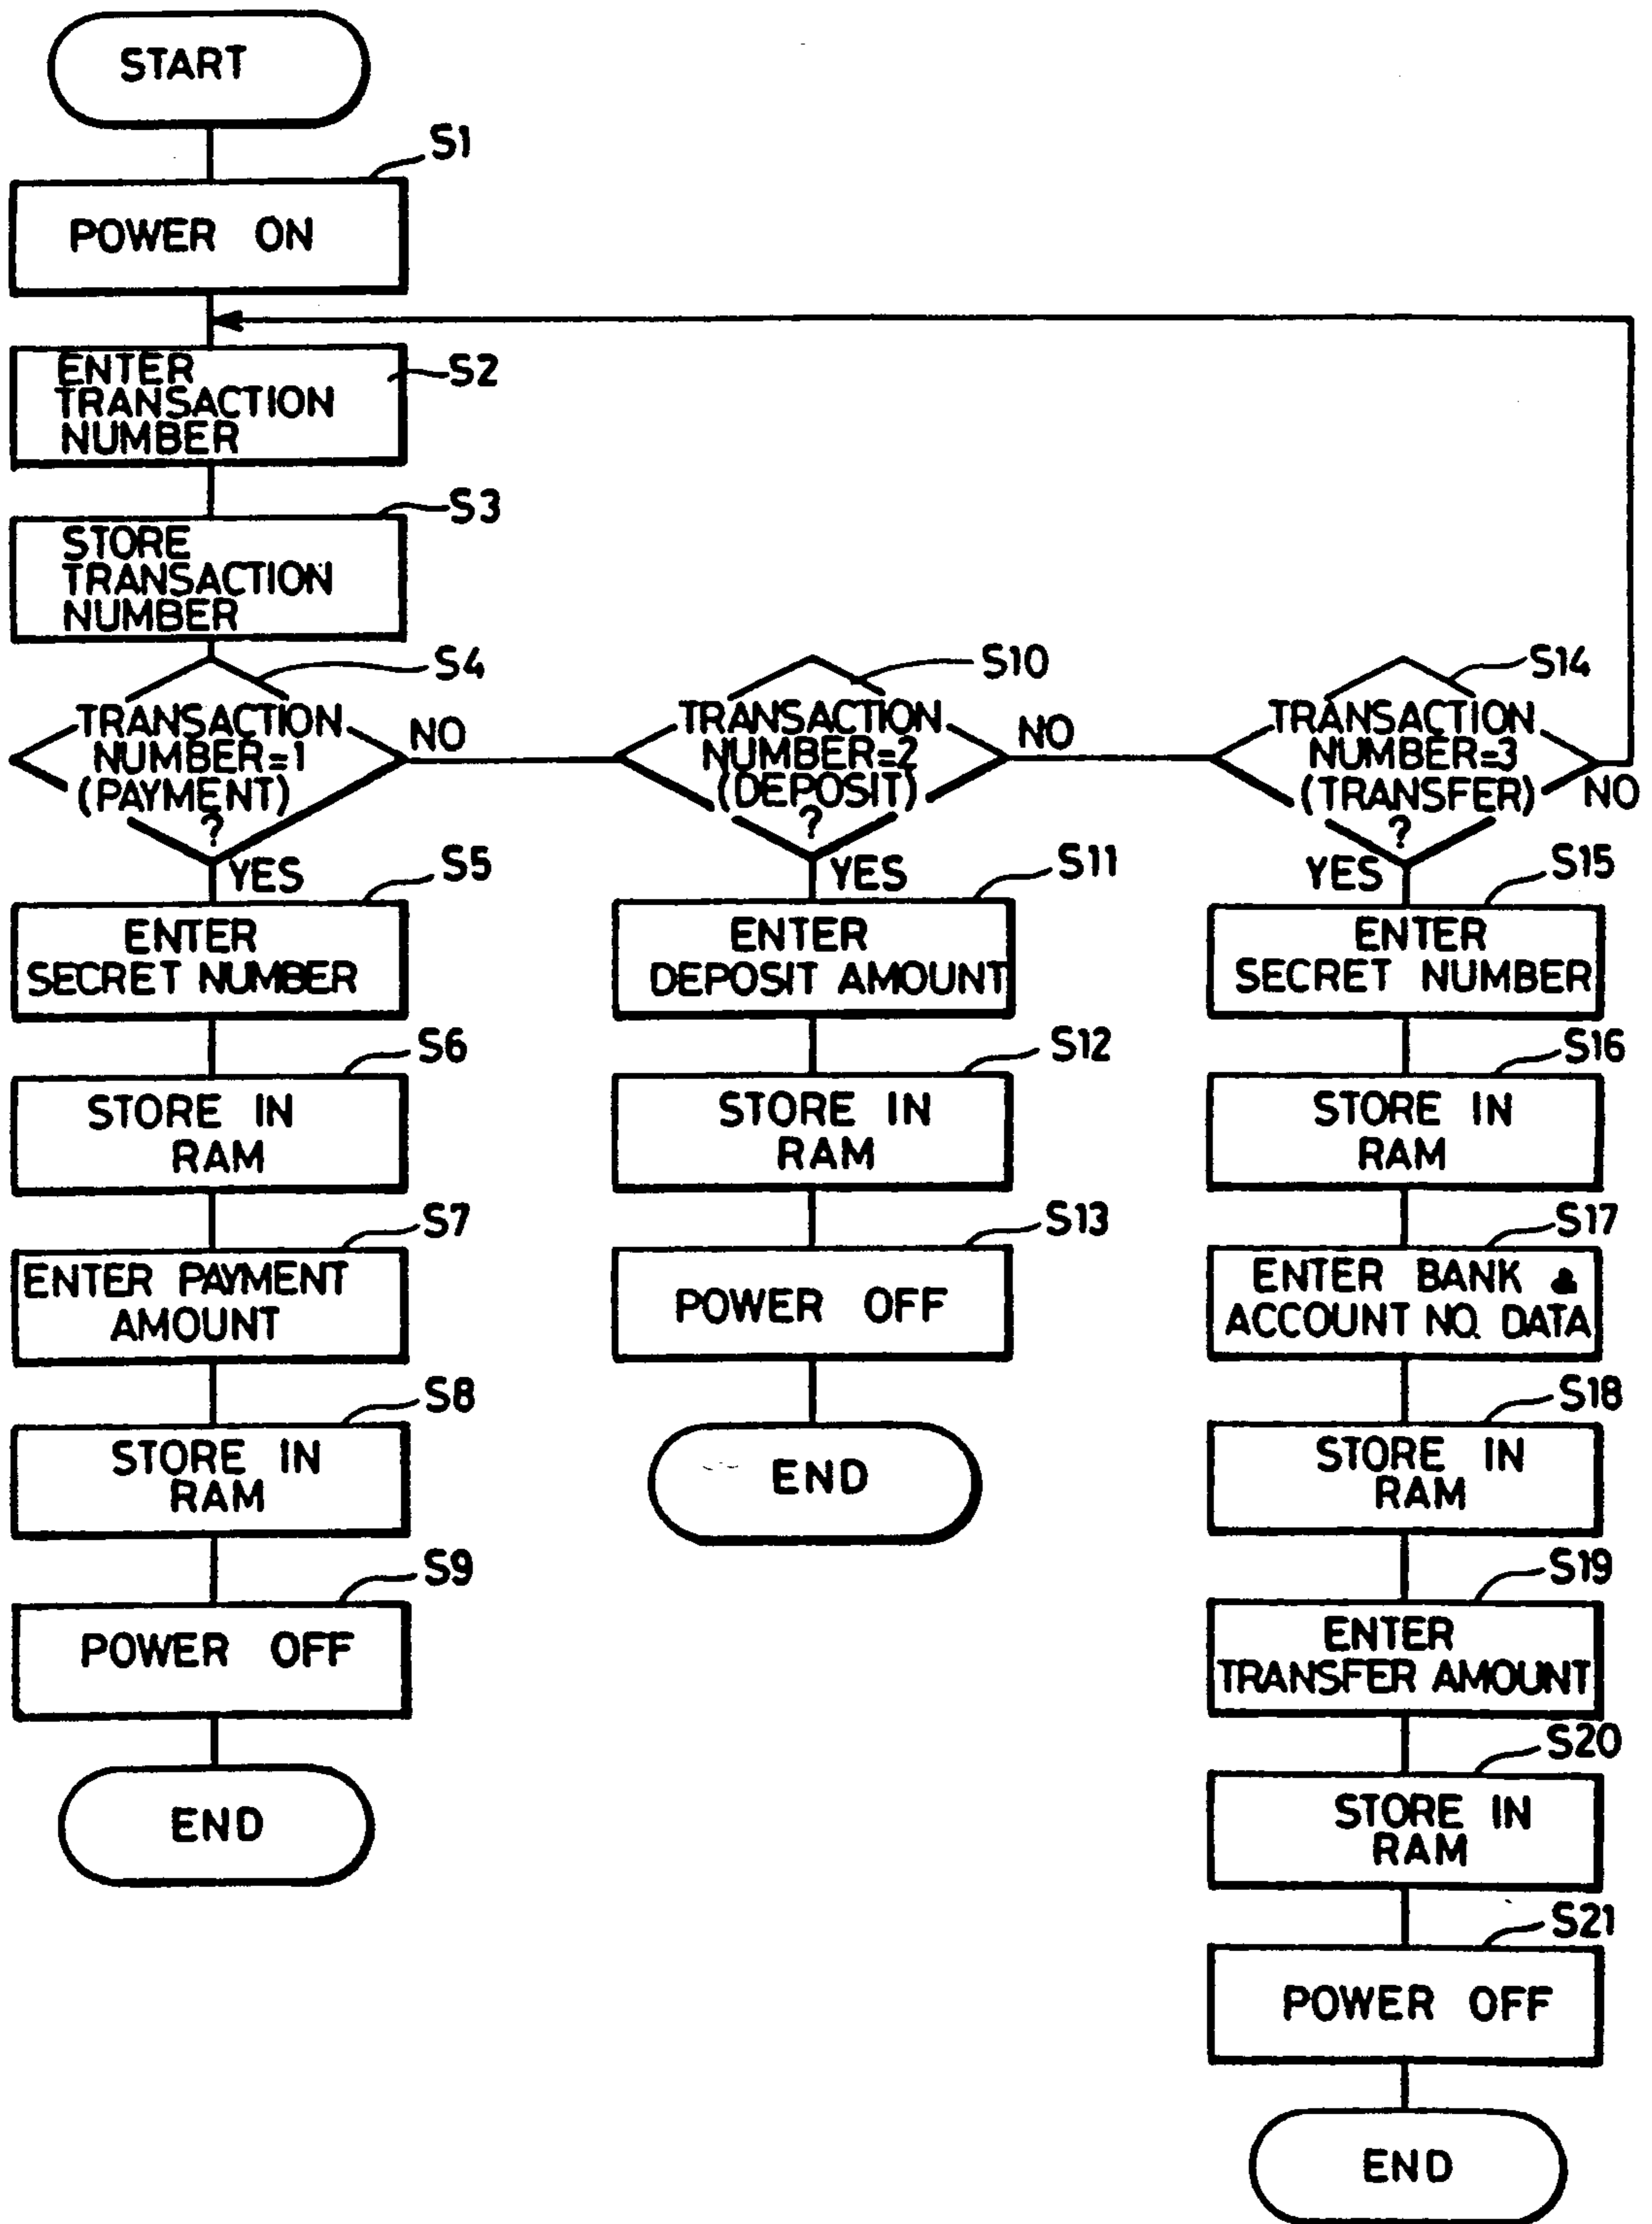 START
S1
POWER ON
ENTER
TRANSACTION
NUMBER
S2
S3
STORE
TRANSACTION
NUMBER
S4
TRANSACTION
NUMBER=1
(PAYMENT)
?
NO
YES
S10
TRANSACTION
NUMBER=2
(DEPOSIT)
?
NO
YES
S14
TRANSACTION
NUMBER=3
(TRANSFER)
?
NO
YES
S5
ENTER
SECRET NUMBER
S6
STORE IN
RAM
S7
ENTER PAYMENT
AMOUNT
S8
STORE IN
RAM
S9
POWER OFF
END
S11
ENTER
DEPOSIT AMOUNT
S12
STORE IN
RAM
S13
POWER OFF
END
S15
ENTER
SECRET NUMBER
S16
STORE IN
RAM
S17
ENTER BANK &
ACCOUNT NO. DATA
S18
STORE IN
RAM
S19
ENTER
TRANSFER AMOUNT
S20
STORE IN
RAM
S21
POWER OFF
END